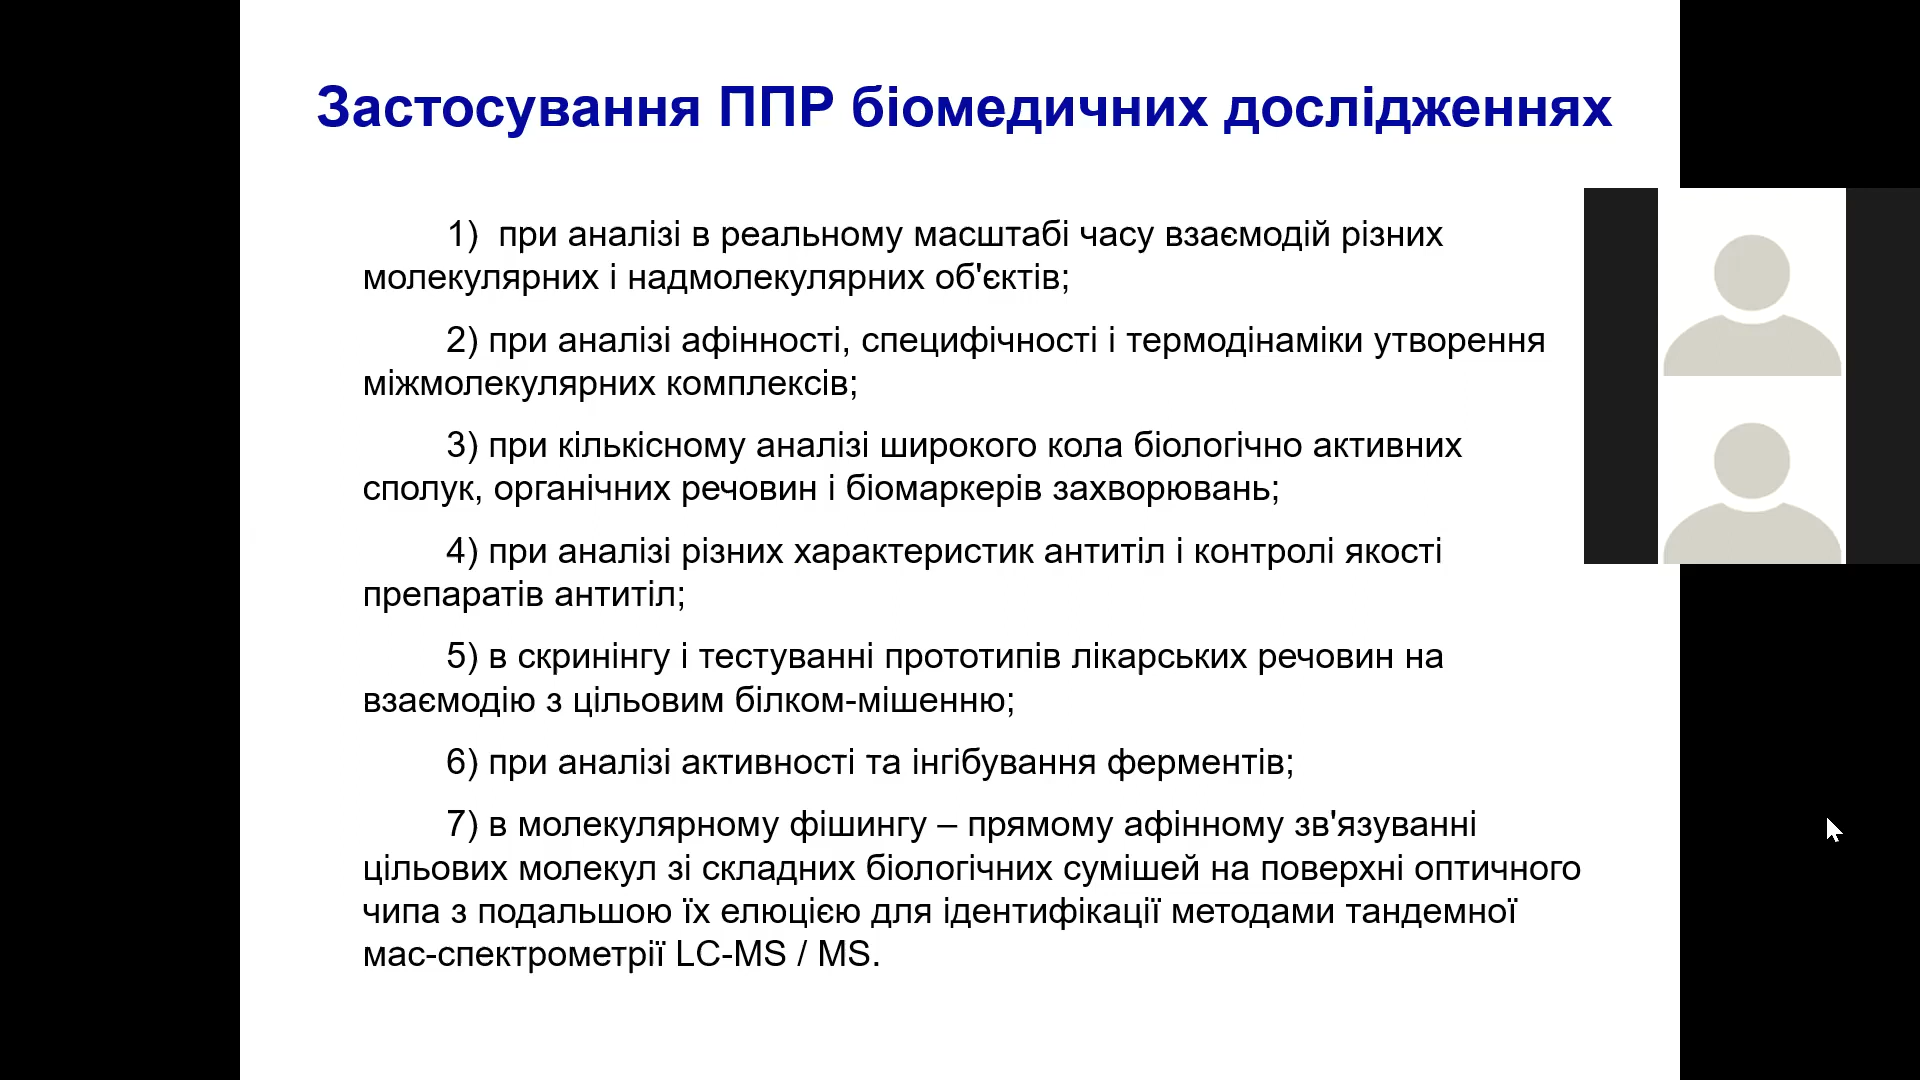 Застосування ППР біомедичних дослідженнях
1) при аналізі в реальному масштабі часу взаємодій різних
молекулярних і надмолекулярних об'єктів;
2) при аналізі афінності, специфічності і термодінаміки утворення
міжмолекулярних комплексів;
3) при кількісному аналізі широкого кола біологічно активних
сполук, органічних речовин і біомаркерів захворювань;
4) при аналізі різних характеристик антитіл і контролі якості
препаратів антитіл;
5) в скринінгу і тестуванні прототипів лікарських речовин на
взаємодію з цільовим білком-мішенню;
6) при аналізі активності та інгібування ферментів;
7) в молекулярному фішингу – прямому афінному зв'язуванні
цільових молекул зі складних біологічних сумішей на поверхні оптичного
чипа з подальшою їх елюцією для ідентифікації методами тандемної
мас-спектрометрії LC-MS / MS.